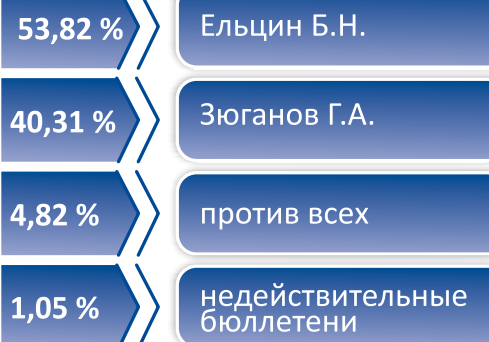 53,82 % Ельцин Б.Н.
40,31 % Зюганов Г.А.
4,82 % против всех
1,05 % недействительные
бюллетени